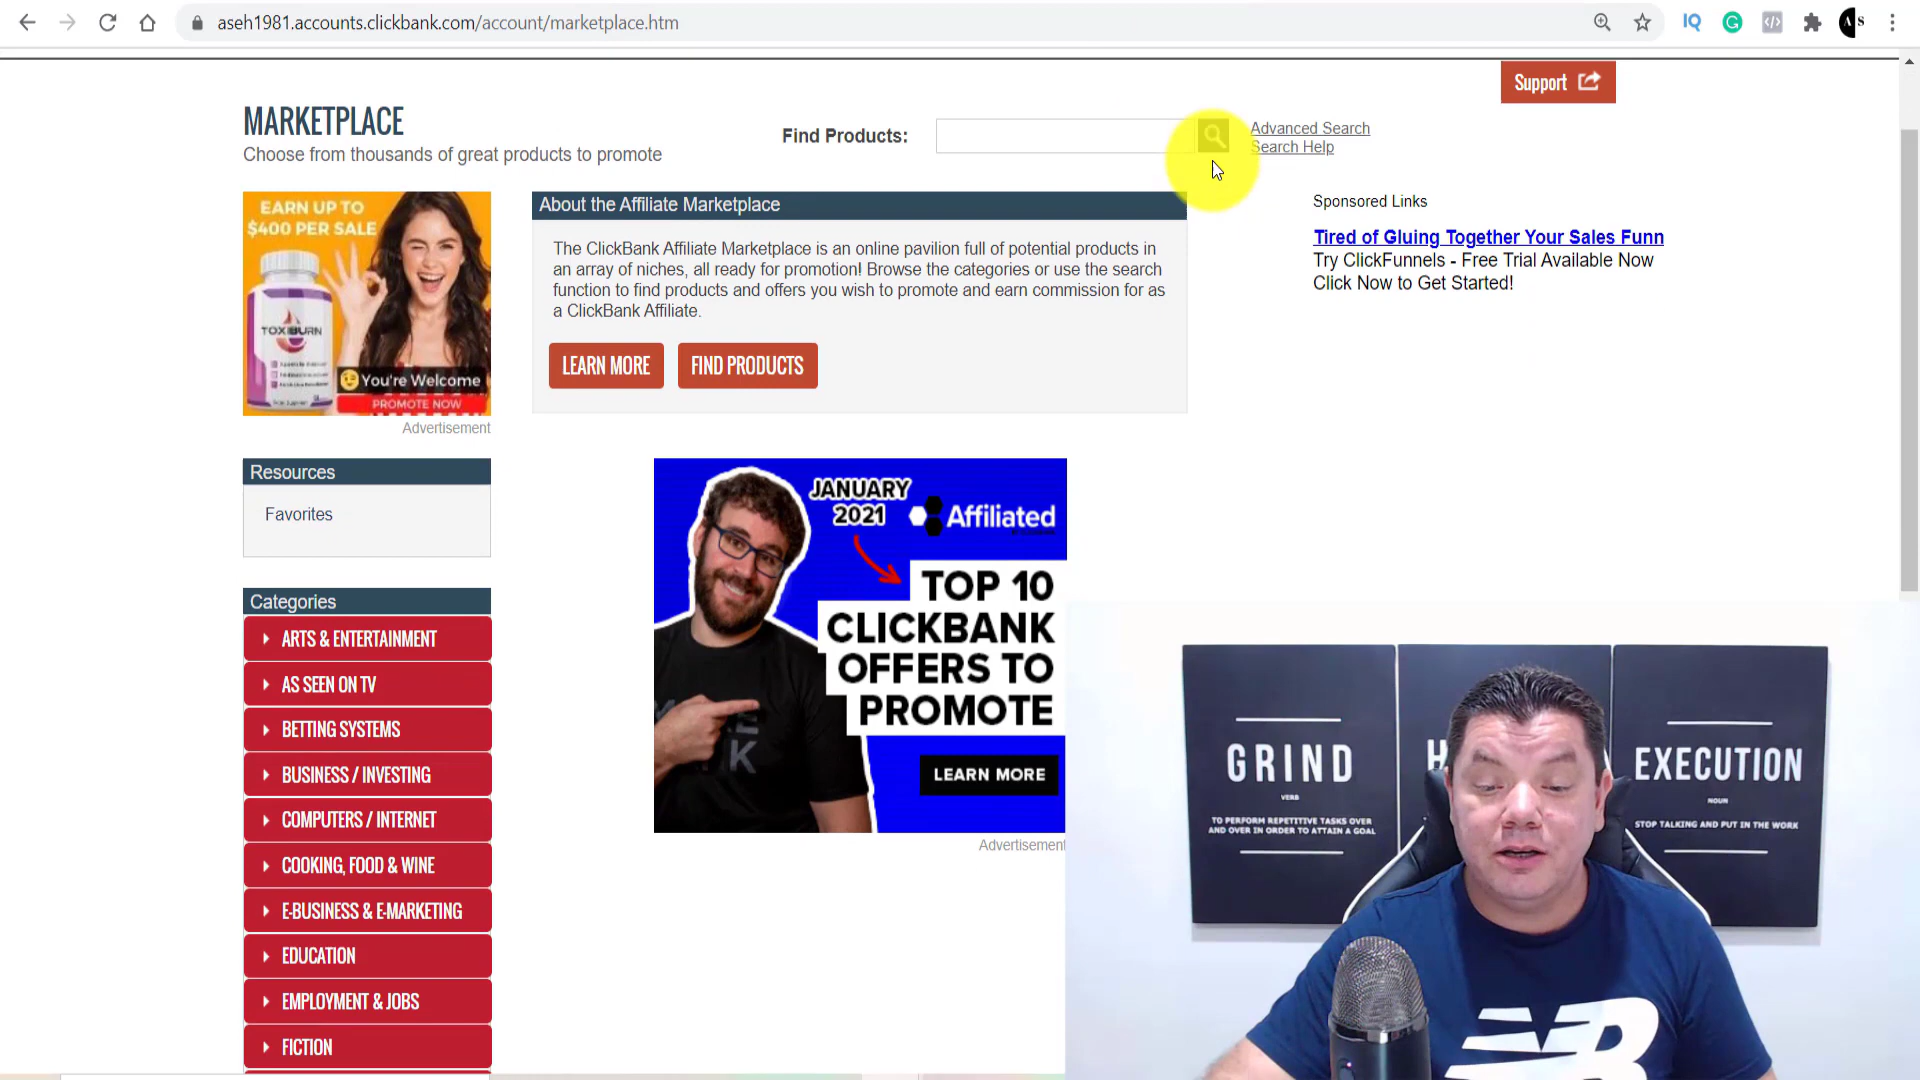 aseh1981.accounts.clickbank.com/account/marketplace.htm
Support
MARKETPLACE
Choose from thousands of great products to promote
Find Products:
Advanced Search
Search Help
EARN UP TO
$400 PER SALE
TOXIBURN
You're Welcome
PROMOTE NOW
Advertisement
About the Affiliate Marketplace
The ClickBank Affiliate Marketplace is an online pavilion full of potential products in
an array of niches, all ready for promotion! Browse the categories or use the search
function to find products and offers you wish to promote and earn commission for as
a ClickBank Affiliate.
LEARN MORE
FIND PRODUCTS
Sponsored Links
Tired of Gluing Together Your Sales Funn
Try ClickFunnels - Free Trial Available Now
Click Now to Get Started!
Resources
Favorites
Categories
ARTS & ENTERTAINMENT
AS SEEN ON TV
BETTING SYSTEMS
BUSINESS / INVESTING
COMPUTERS / INTERNET
COOKING, FOOD & WINE
E-BUSINESS & E-MARKETING
EDUCATION
EMPLOYMENT & JOBS
FICTION
JANUARY
2021
Affiliated
TOP 10
CLICKBANK
OFFERS TO
PROMOTE
LEARN MORE
Advertisement
GRIND
VERB
TO PERFORM REPETITIVE TASKS OVER
AND OVER IN ORDER TO ATTAIN A GOAL
H
EXECUTION
NOUN
STOP TALKING AND PUT IN THE WORK